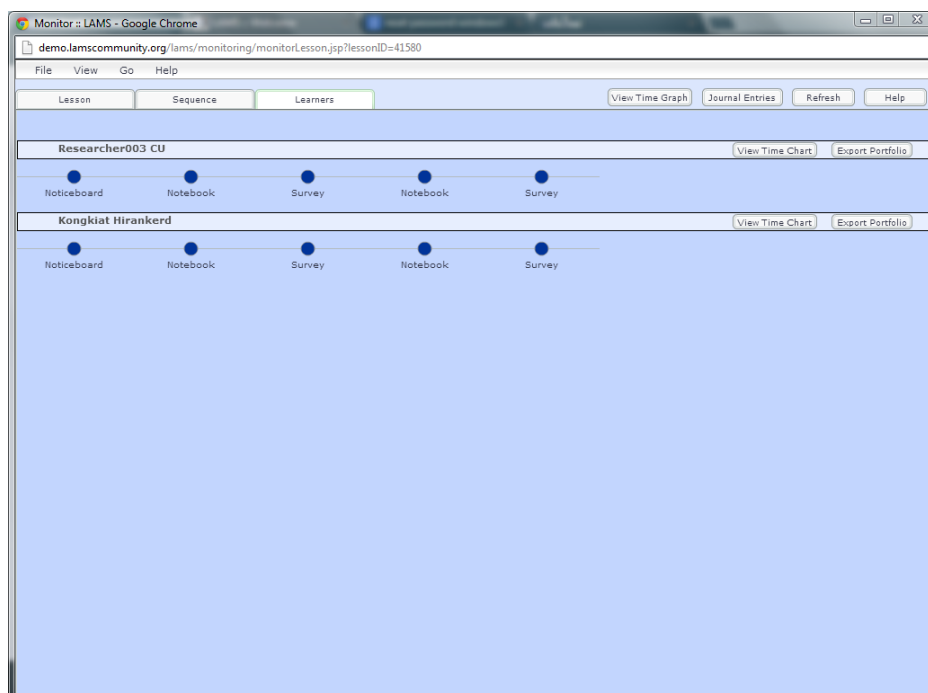 Monitor :: LAMS - Google Chrome
demo.lamscommunity.org/lams/monitoring/monitorLesson.jsp?lessonID=41580
File View Go Help
Lesson Sequence Learners View Time Graph Journal Entries Refresh Help
Researcher003 CU View Time Chart Export Portfolio
Noticeboard Notebook Survey Notebook Survey
Kongkiat Hirankerd View Time Chart Export Portfolio
Noticeboard Notebook Survey Notebook Survey